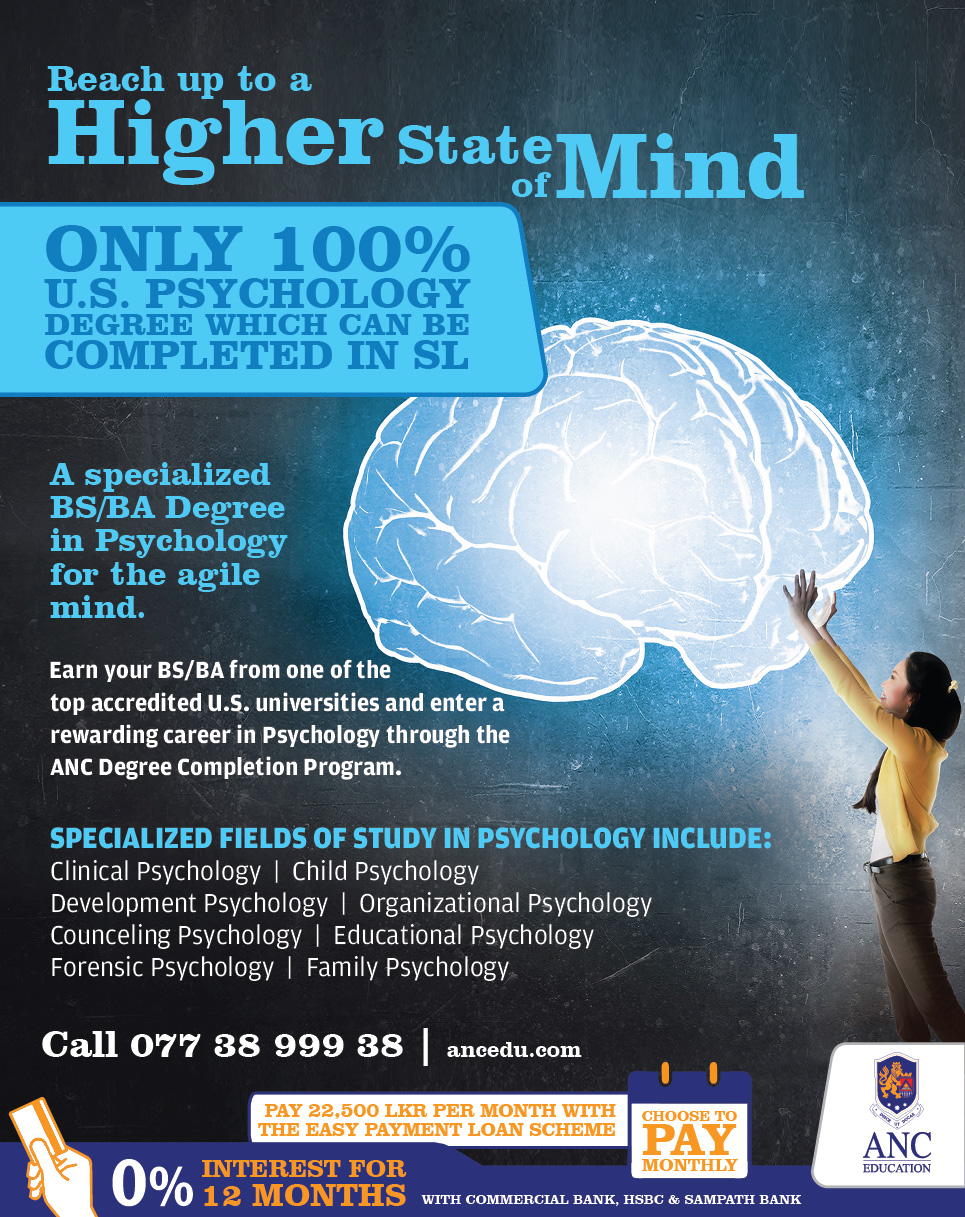 Reach up to a
Higher State of Mind
ONLY 100%
U.S. PSYCHOLOGY
DEGREE WHICH CAN BE
COMPLETED IN SL
A specialized
BS/BA Degree
in Psychology
for the agile
mind.
Earn your BS/BA from one of the
top accredited U.S. universities and enter a
rewarding career in Psychology through the
ANC Degree Completion Program.
SPECIALIZED FIELDS OF STUDY IN PSYCHOLOGY INCLUDE:
Clinical Psychology | Child Psychology
Development Psychology | Organizational Psychology
Counceling Psychology | Educational Psychology
Forensic Psychology | Family Psychology
Call 077 38 999 38 | ancedu.com
PAY 22,500 LKR PER MONTH WITH
THE EASY PAYMENT LOAN SCHEME
CHOOSE TO
PAY
MONTHLY
0% INTEREST FOR
12 MONTHS
WITH COMMERCIAL BANK, HSBC & SAMPATH BANK
ANC
EDUCATION